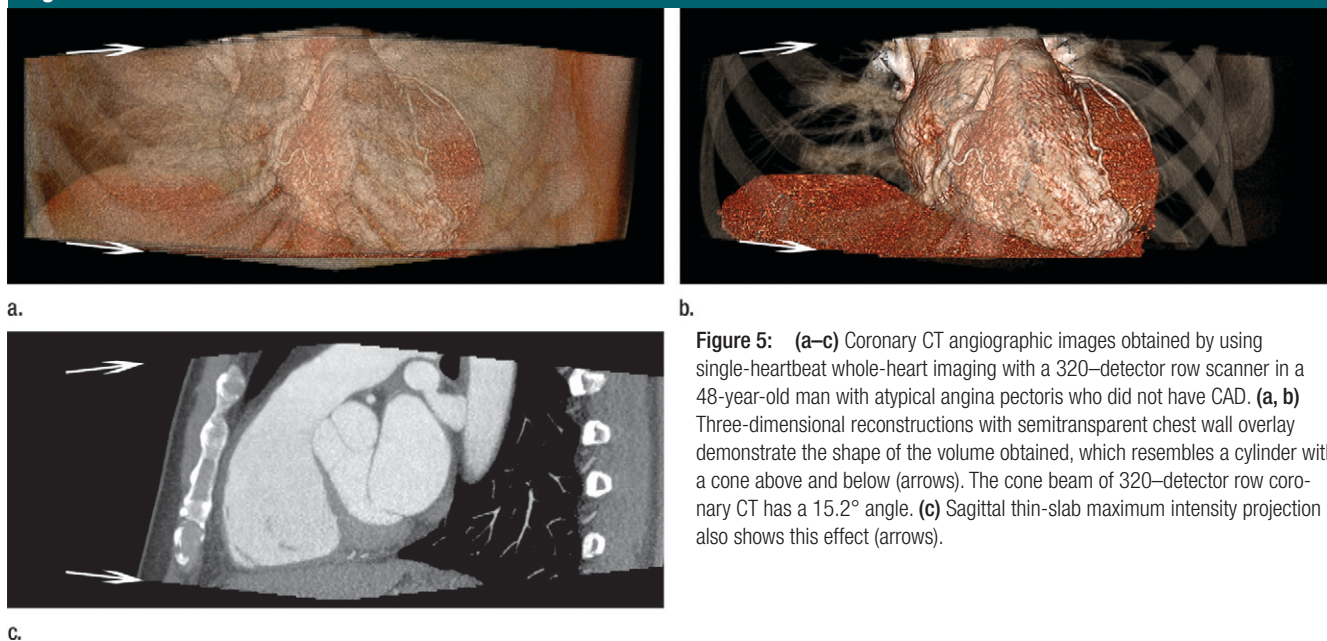 a.
b.
Figure 5: (a–c) Coronary CT angiographic images obtained by using
single-heartbeat whole-heart imaging with a 320–detector row scanner in a
48-year-old man with atypical angina pectoris who did not have CAD. (a, b)
Three-dimensional reconstructions with semitransparent chest wall overlay
demonstrate the shape of the volume obtained, which resembles a cylinder with
a cone above and below (arrows). The cone beam of 320–detector row coro-
nary CT has a 15.2° angle. (c) Sagittal thin-slab maximum intensity projection
also shows this effect (arrows).
c.